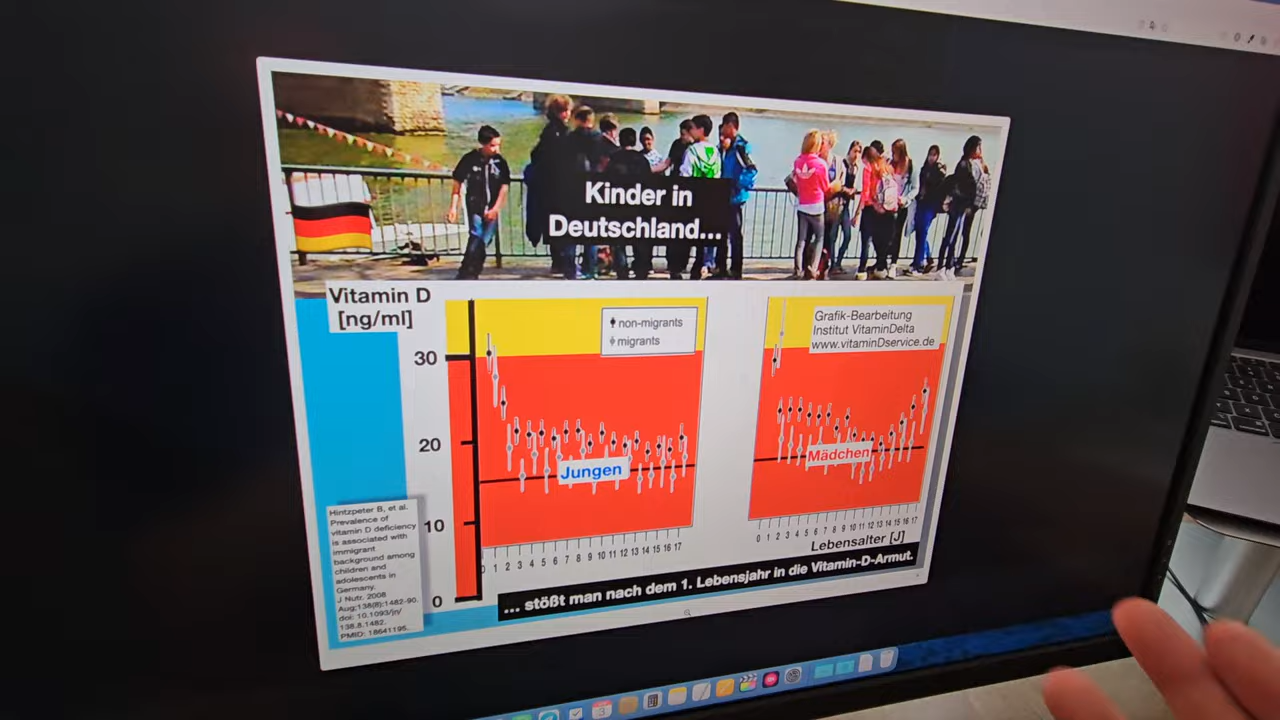 Kinder in
Deutschland...
Vitamin D
[ng/ml]
30
20
10
0
non-migrants
migrants
Jungen
0 1 2 3 4 5 6 7 8 9 10 11 12 13 14 15 16 17
Grafik-Bearbeitung
Institut VitaminDelta
www.vitaminDservice.de
Mädchen
0 1 2 3 4 5 6 7 8 9 10 11 12 13 14 15 16 17
Lebensalter [J]
Hintzpeter B, et al.
Prevalence of
vitamin D deficiency
is associated with
immigrant
background among
children and
adolescents in
Germany.
J Nutr. 2008
Aug;138(8):1482-90.
doi: 10.1093/jn/
138.8.1482.
PMID: 18641195.
... stößt man nach dem 1. Lebensjahr in die Vitamin-D-Armut.